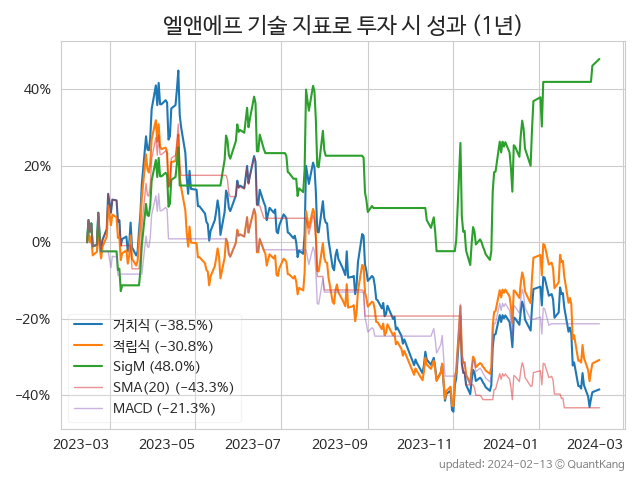 엘앤에프 기술 지표로 투자 시 성과 (1년)
40%
20%
0%
−20%
−40%
거치식 (−38.5%)
적립식 (−30.8%)
SigM (48.0%)
SMA(20) (−43.3%)
MACD (−21.3%)
2023−03 2023−05 2023−07 2023−09 2023−11 2024−01 2024−03
updated: 2024−02−13 © QuantKang